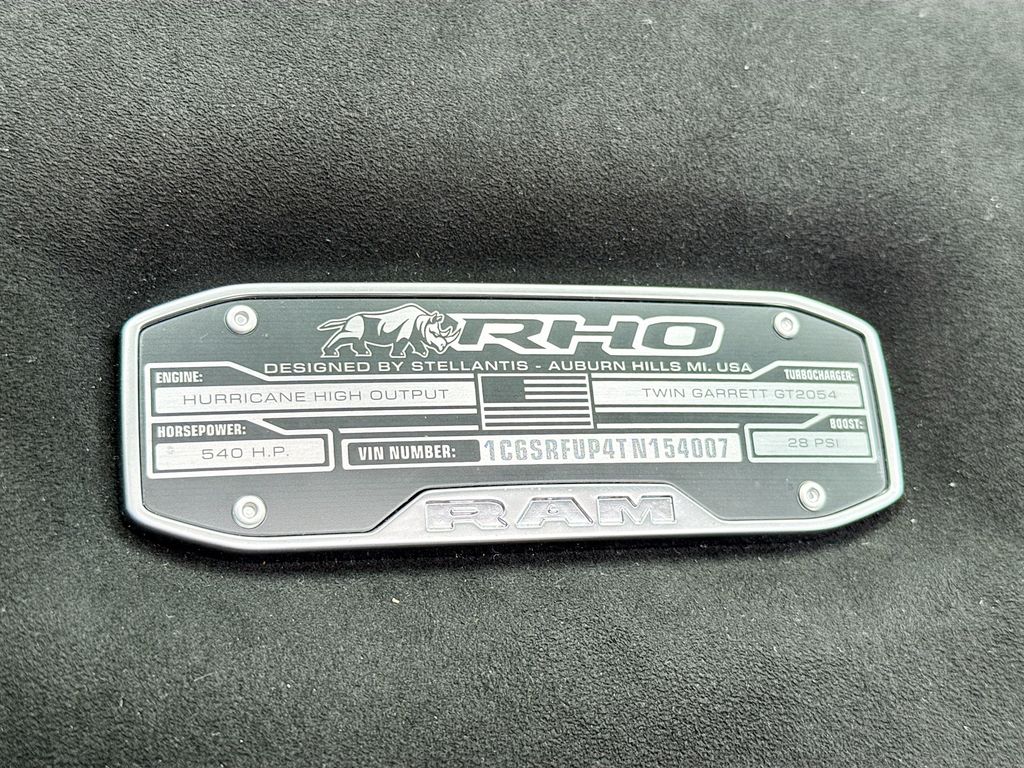 RHO
DESIGNED BY STELLANTIS - AUBURN HILLS MI. USA
ENGINE:
HURRICANE HIGH OUTPUT
TURBOCHARGER:
TWIN GARRETT GT2054
HORSEPOWER:
540 H.P.
VIN NUMBER: 1C6SRFUP4TN154007
BOOST:
28 PSI
RAM